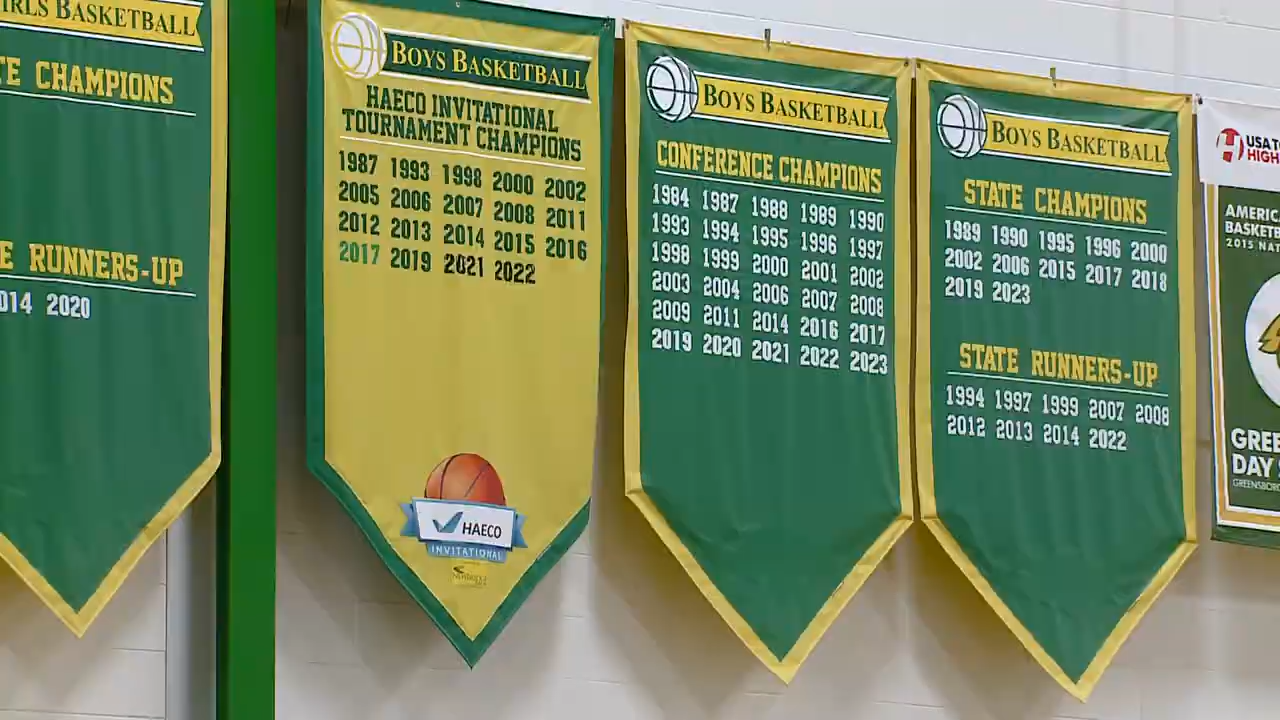 IRLS BASKETBALL
TE CHAMPIONS
E RUNNERS-UP
014 2020
BOYS BASKETBALL
HAECO INVITATIONAL
TOURNAMENT CHAMPIONS
1987 1993 1998 2000 2002
2005 2006 2007 2008 2011
2012 2013 2014 2015 2016
2017 2019 2021 2022
HAECO
INVITATIONAL
BOYS BASKETBALL
CONFERENCE CHAMPIONS
1984 1987 1988 1989 1990
1993 1994 1995 1996 1997
1998 1999 2000 2001 2002
2003 2004 2006 2007 2008
2009 2011 2014 2016 2017
2019 2020 2021 2022 2023
BOYS BASKETBALL
STATE CHAMPIONS
1989 1990 1995 1996 2000
2002 2006 2015 2017 2018
2019 2023
STATE RUNNERS-UP
1994 1997 1999 2007 2008
2012 2013 2014 2022
USA TO
HIGH
AMERIC
BASKETB
2015 NAT
GREE
DAY S
GREENSBORO